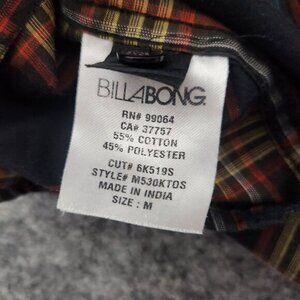 BILLABONG
RN# 99064
CA# 37757
55% COTTON
45% POLYESTER
CUT# 6K519S
STYLE# M530KTOS
MADE IN INDIA
SIZE : M